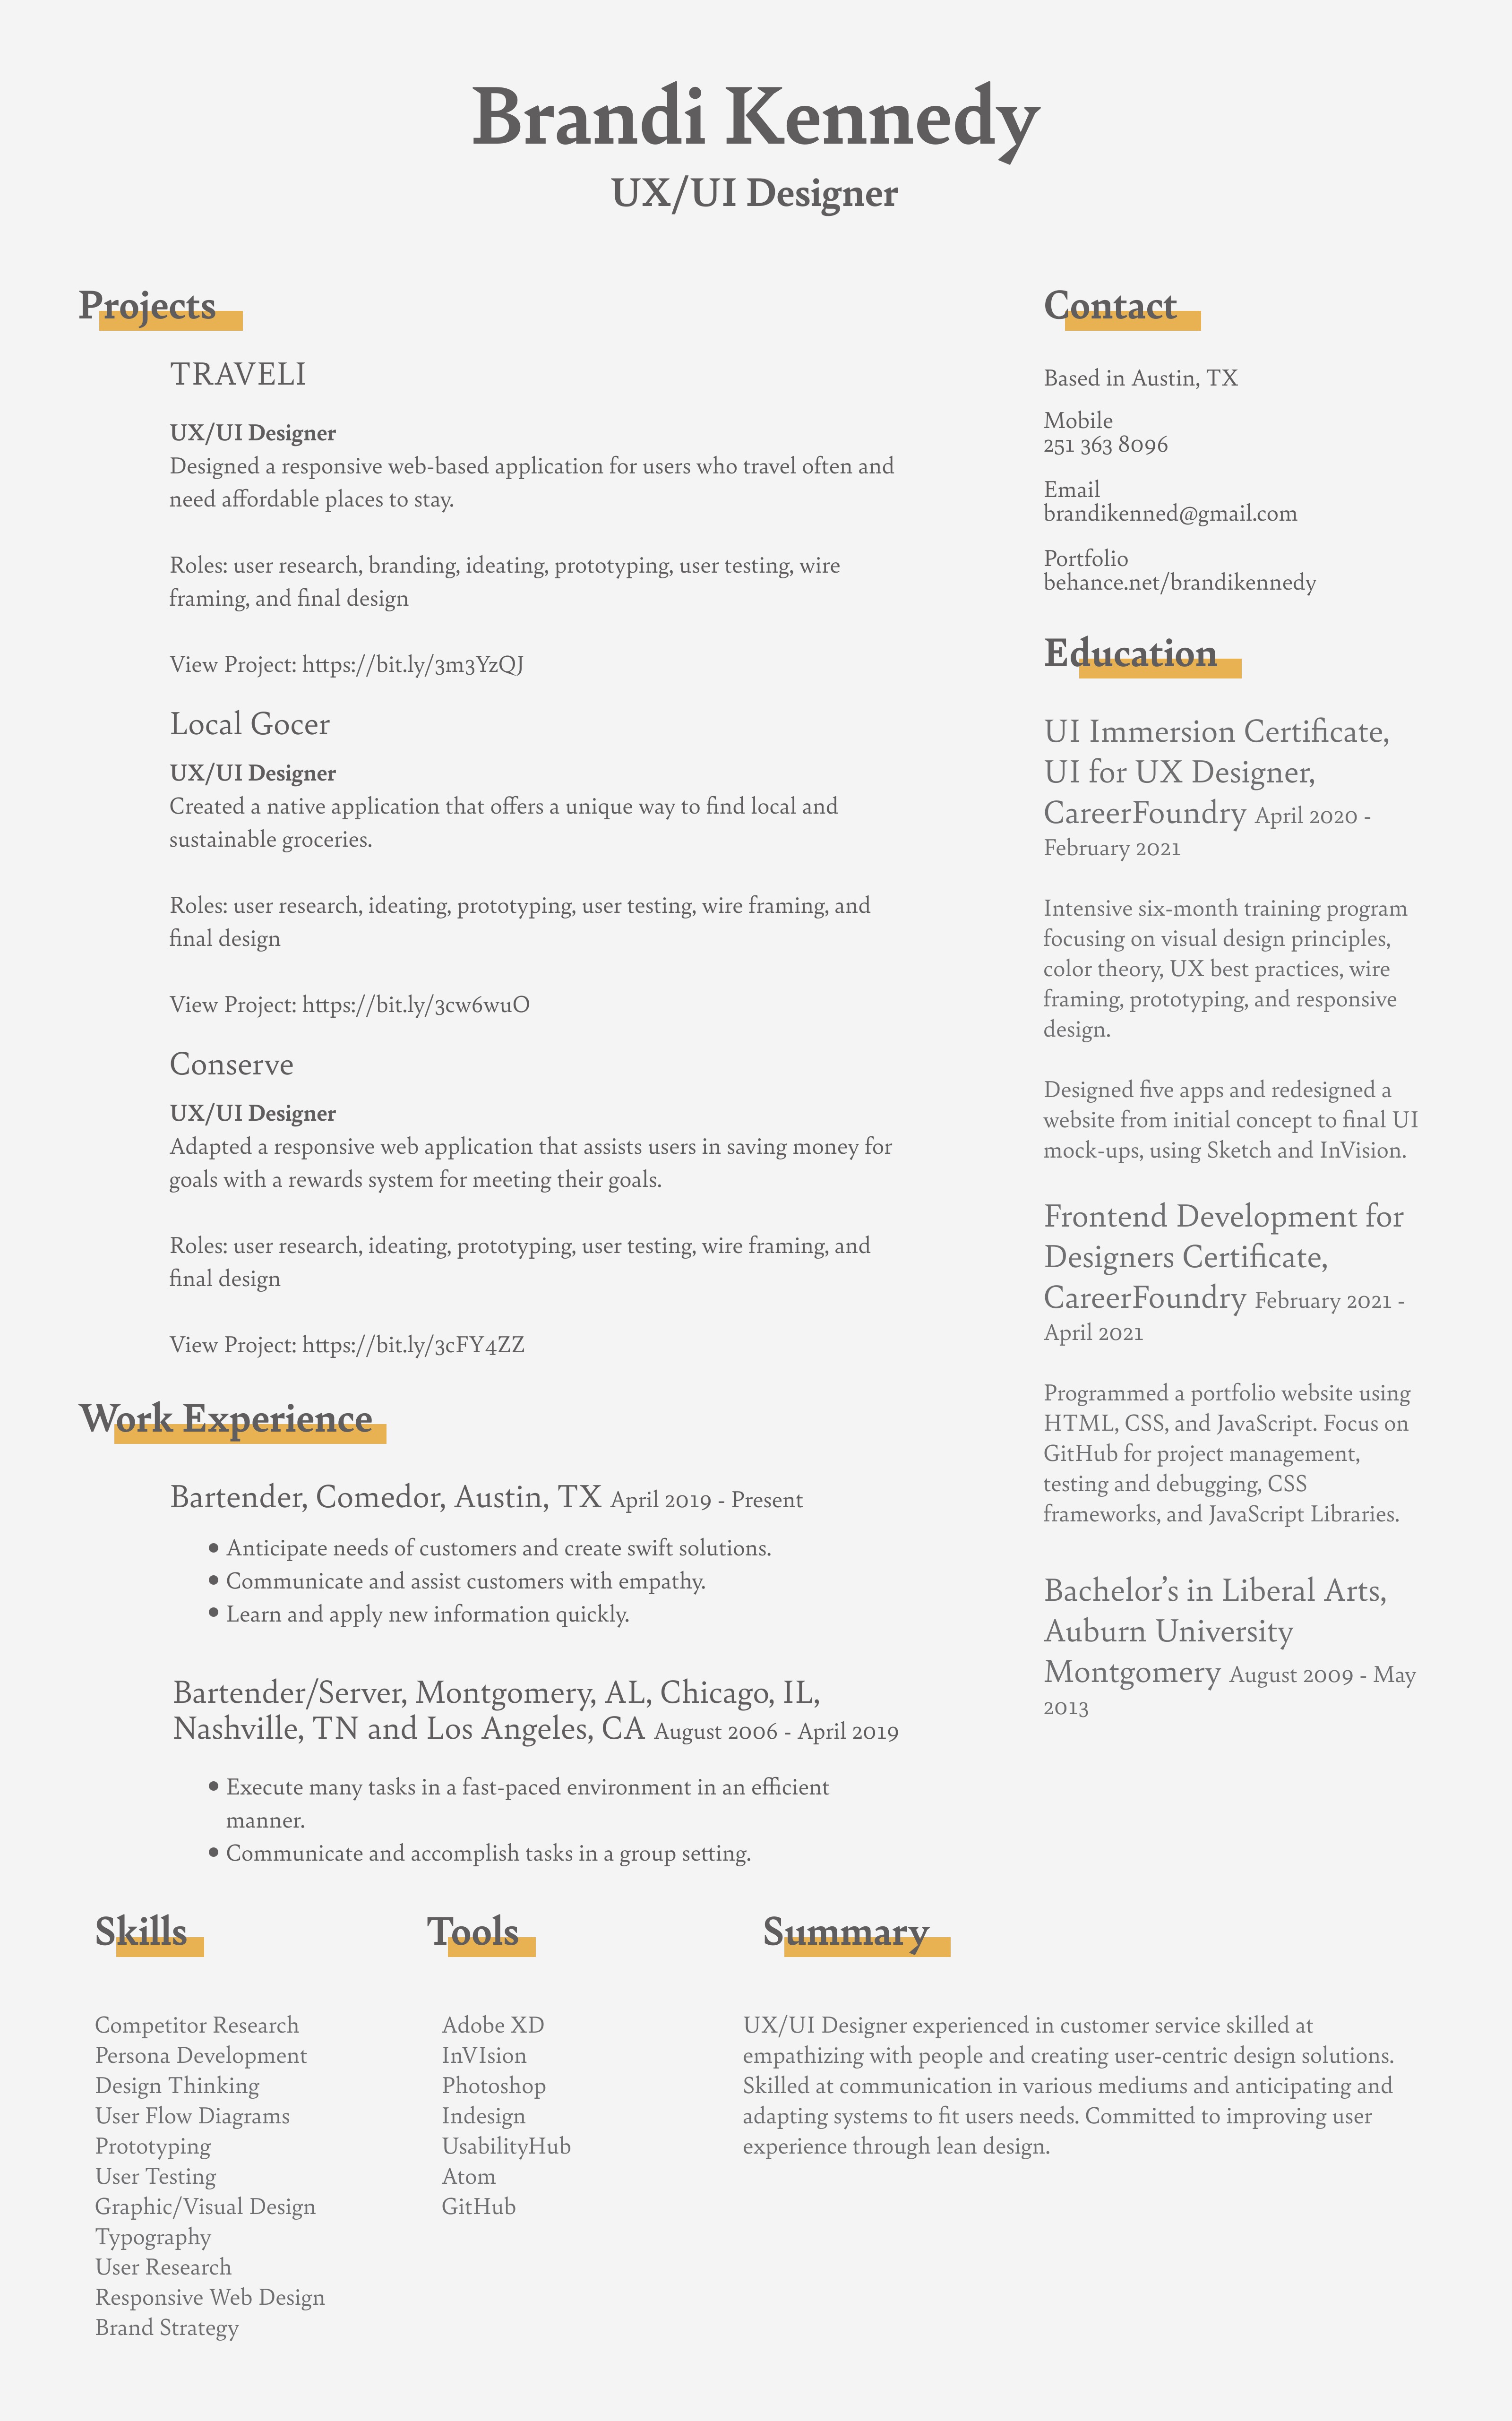 Brandi Kennedy
UX/UI Designer
Projects
TRAVELI
UX/UI Designer
Designed a responsive web-based application for users who travel often and
need affordable places to stay.
Roles: user research, branding, ideating, prototyping, user testing, wire
framing, and final design
View Project: https://bit.ly/3m3YzQJ
Local Gocer
UX/UI Designer
Created a native application that offers a unique way to find local and
sustainable groceries.
Roles: user research, ideating, prototyping, user testing, wire framing, and
final design
View Project: https://bit.ly/3cw6wuO
Conserve
UX/UI Designer
Adapted a responsive web application that assists users in saving money for
goals with a rewards system for meeting their goals.
Roles: user research, ideating, prototyping, user testing, wire framing, and
final design
View Project: https://bit.ly/3cFY4ZZ
Work Experience
Bartender, Comedor, Austin, TX April 2019 - Present
• Anticipate needs of customers and create swift solutions.
• Communicate and assist customers with empathy.
• Learn and apply new information quickly.
Bartender/Server, Montgomery, AL, Chicago, IL,
Nashville, TN and Los Angeles, CA August 2006 - April 2019
• Execute many tasks in a fast-paced environment in an efficient
manner.
• Communicate and accomplish tasks in a group setting.
Contact
Based in Austin, TX
Mobile
251 363 8096
Email
brandikenned@gmail.com
Portfolio
behance.net/brandikennedy
Education
UI Immersion Certificate,
UI for UX Designer,
CareerFoundry April 2020 -
February 2021
Intensive six-month training program
focusing on visual design principles,
color theory, UX best practices, wire
framing, prototyping, and responsive
design.
Designed five apps and redesigned a
website from initial concept to final UI
mock-ups, using Sketch and InVision.
Frontend Development for
Designers Certificate,
CareerFoundry February 2021 -
April 2021
Programmed a portfolio website using
HTML, CSS, and JavaScript. Focus on
GitHub for project management,
testing and debugging, CSS
frameworks, and JavaScript Libraries.
Bachelor’s in Liberal Arts,
Auburn University
Montgomery August 2009 - May
2013
Skills
Competitor Research
Persona Development
Design Thinking
User Flow Diagrams
Prototyping
User Testing
Graphic/Visual Design
Typography
User Research
Responsive Web Design
Brand Strategy
Tools
Adobe XD
InVIsion
Photoshop
Indesign
UsabilityHub
Atom
GitHub
Summary
UX/UI Designer experienced in customer service skilled at
empathizing with people and creating user-centric design solutions.
Skilled at communication in various mediums and anticipating and
adapting systems to fit users needs. Committed to improving user
experience through lean design.